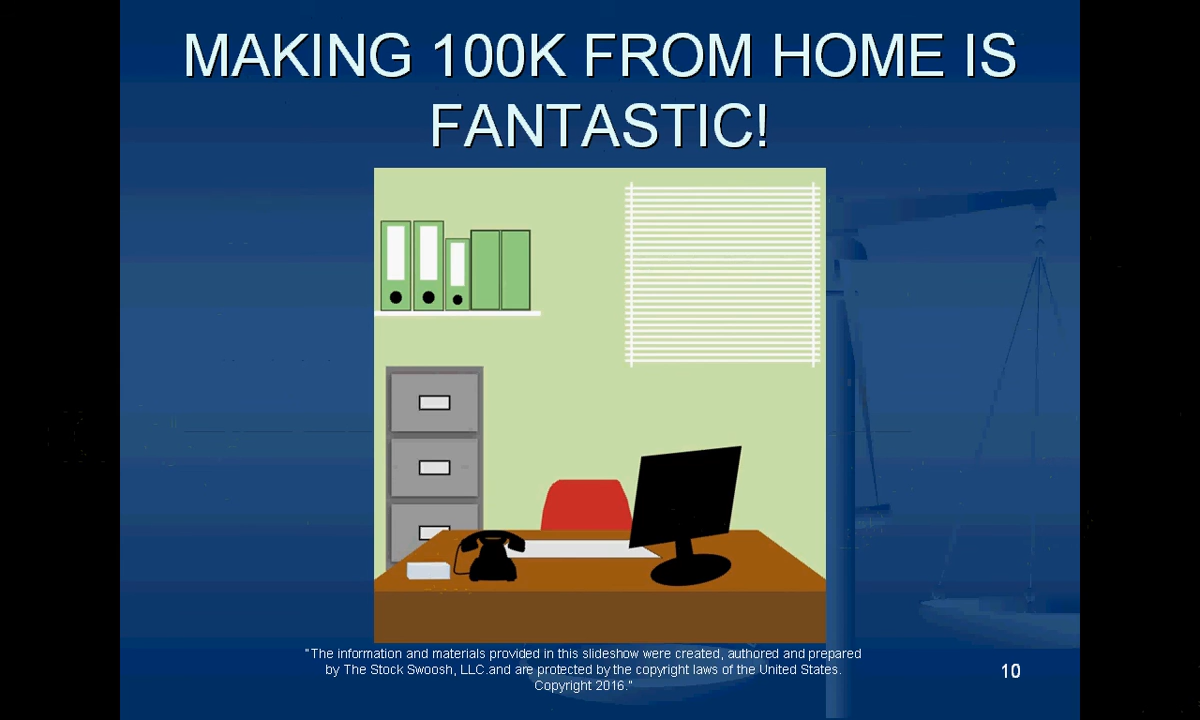 MAKING 100K FROM HOME IS
FANTASTIC!
"The information and materials provided in this slideshow were created, authored and prepared
by The Stock Swoosh, LLC.and are protected by the copyright laws of the United States.
Copyright 2016."
10